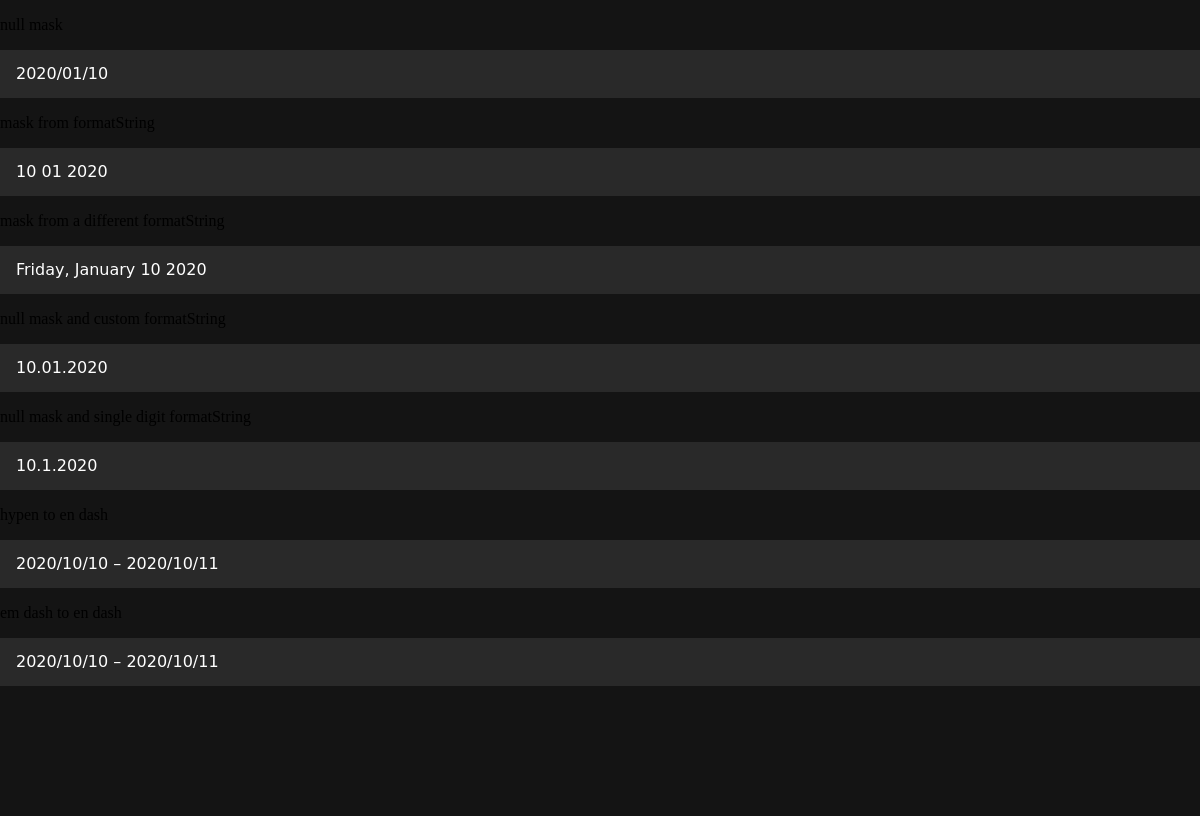 null mask
2020/01/10
mask from formatString
10 01 2020
mask from a different formatString
Friday, January 10 2020
null mask and custom formatString
10.01.2020
null mask and single digit formatString
10.1.2020
hypen to en dash
2020/10/10 – 2020/10/11
em dash to en dash
2020/10/10 – 2020/10/11